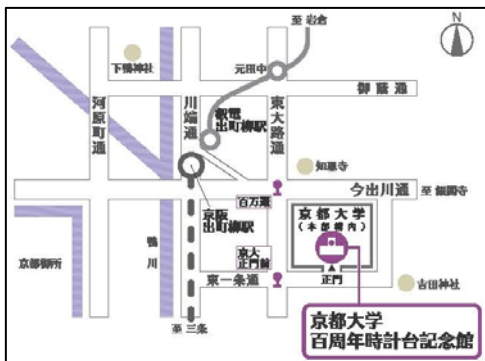 至 岩倉
N
下鴨神社
元田中
御蔭通
河原町通
川端通
叡電
出町柳駅
東大路通
知恩寺
今出川通
至 銀閣寺
百万遍
京都大学
(本部構内)
京阪
出町柳駅
鴨川
京都御所
京大
正門前
東一条通
正門
吉田神社
至 三条
京都大学
百周年時計台記念館